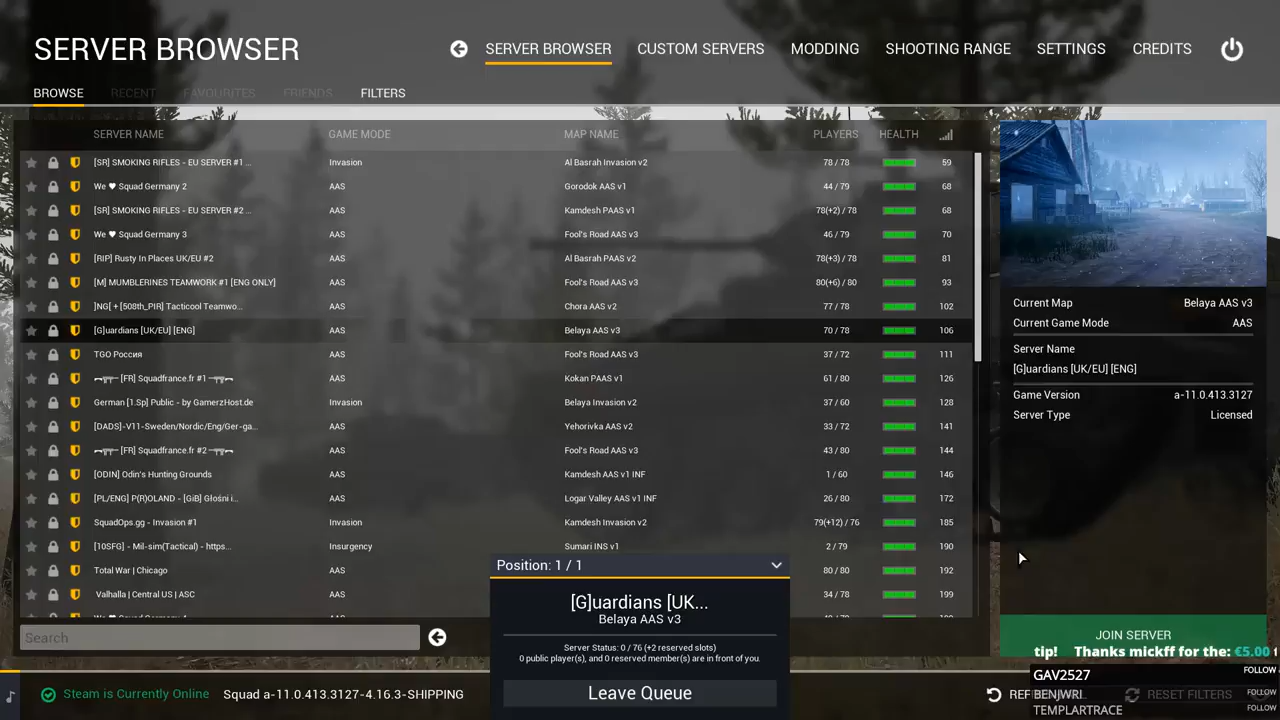 SERVER BROWSER
SERVER BROWSER CUSTOM SERVERS MODDING SHOOTING RANGE SETTINGS CREDITS
BROWSE RECENT FAVOURITES FRIENDS FILTERS
SERVER NAME GAME MODE MAP NAME PLAYERS HEALTH
[SR] SMOKING RIFLES - EU SERVER #1 ... Invasion Al Basrah Invasion v2 78 / 78 59
We ♥ Squad Germany 2 AAS Gorodok AAS v1 44 / 79 68
[SR] SMOKING RIFLES - EU SERVER #2 ... AAS Kamdesh PAAS v1 78(+2) / 78 68
We ♥ Squad Germany 3 AAS Fool's Road AAS v3 46 / 79 70
[RIP] Rusty In Places UK/EU #2 AAS Al Basrah PAAS v2 78(+3) / 78 81
[M] MUMBLERINES TEAMWORK #1 [ENG ONLY] AAS Fool's Road AAS v3 80(+6) / 80 93
]NG[ + [508th_PIR] Tacticool Teamwo... AAS Chora AAS v2 77 / 78 102
[G]uardians [UK/EU] [ENG] AAS Belaya AAS v3 70 / 78 106
TGO Россия AAS Fool's Road AAS v3 37 / 72 111
[FR] Squadfrance.fr #1 AAS Kokan PAAS v1 61 / 80 126
German [1.Sp] Public - by GamerzHost.de Invasion Belaya Invasion v2 37 / 60 128
[DADS]-V11-Sweden/Nordic/Eng/Ger-ga... AAS Yehorivka AAS v2 33 / 72 141
[FR] Squadfrance.fr #2 AAS Fool's Road AAS v3 43 / 80 144
[ODIN] Odin's Hunting Grounds AAS Kamdesh AAS v1 INF 1 / 60 146
[PL/ENG] P(R)OLAND - [GiB] Głośni i... AAS Logar Valley AAS v1 INF 26 / 80 172
SquadOps.gg - Invasion #1 Invasion Kamdesh Invasion v2 79(+12) / 76 185
[10SFG] - Mil-sim(Tactical) - https... Insurgency Sumari INS v1 2 / 79 190
Total War | Chicago AAS 80 / 80 192
Valhalla | Central US | ASC AAS 34 / 78 199
Current Map Belaya AAS v3
Current Game Mode AAS
Server Name
[G]uardians [UK/EU] [ENG]
Game Version a-11.0.413.3127
Server Type Licensed
Position: 1 / 1
[G]uardians [UK...
Belaya AAS v3
Server Status: 0 / 76 (+2 reserved slots)
0 public player(s), and 0 reserved member(s) are in front of you.
Leave Queue
Search
JOIN SERVER
tip! Thanks mickff for the: €5.00
GAV2527 FOLLOW
BENJWRI FOLLOW
TEMPLARTRACE FOLLOW
Steam is Currently Online Squad a-11.0.413.3127-4.16.3-SHIPPING
RESET FILTERS